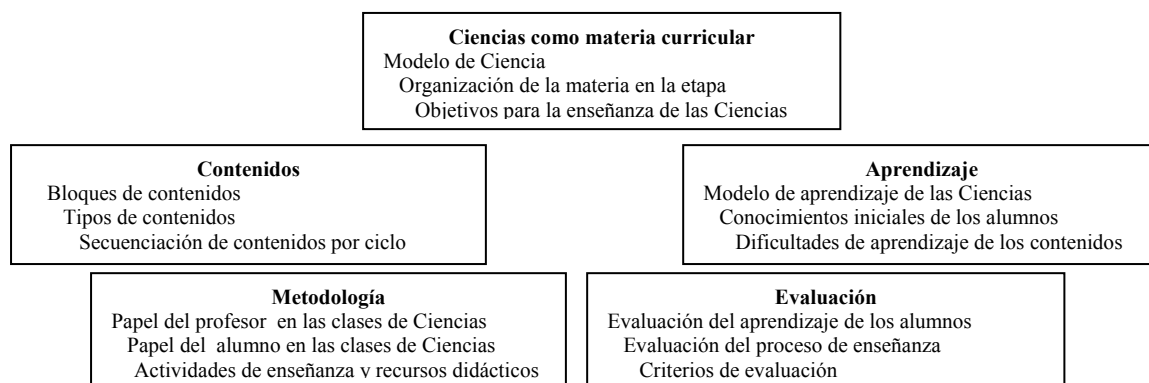 Ciencias como materia curricular
Modelo de Ciencia
Organización de la materia en la etapa
Objetivos para la enseñanza de las Ciencias
Contenidos
Bloques de contenidos
Tipos de contenidos
Secuenciación de contenidos por ciclo
Aprendizaje
Modelo de aprendizaje de las Ciencias
Conocimientos iniciales de los alumnos
Dificultades de aprendizaje de los contenidos
Metodología
Papel del profesor en las clases de Ciencias
Papel del alumno en las clases de Ciencias
Actividades de enseñanza y recursos didácticos
Evaluación
Evaluación del aprendizaje de los alumnos
Evaluación del proceso de enseñanza
Criterios de evaluación